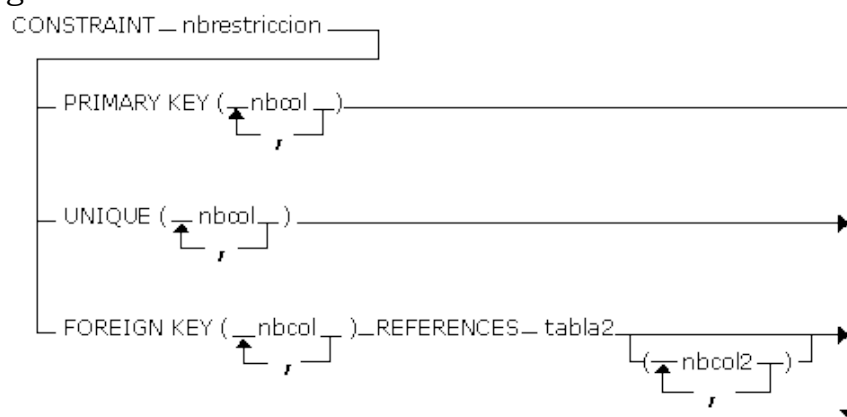 CONSTRAINT nbrestriccion
PRIMARY KEY ( nbcol )
,
UNIQUE ( nbcol )
,
FOREIGN KEY ( nbcol ) REFERENCES tabla2
,
( nbcol2 )
,